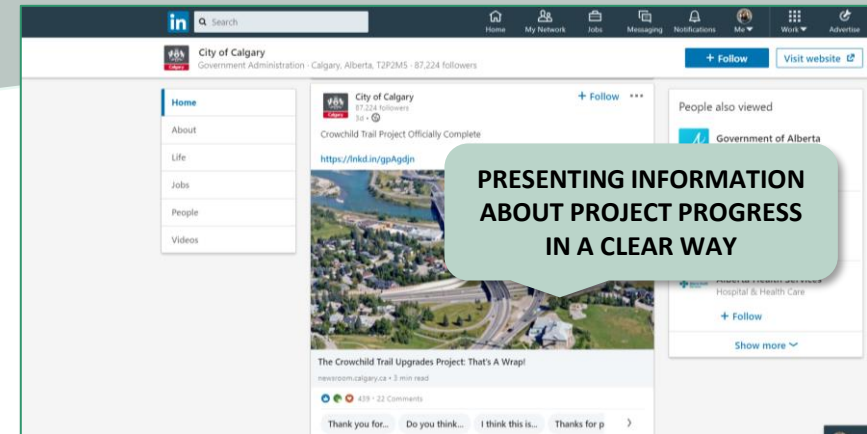 in
Search
Home
My Network
Jobs
Messaging
Notifications
Me
Work
Advertise
City of Calgary
Government Administration · Calgary, Alberta, T2P2M5 · 87,224 followers
+ Follow
Visit website
Home
About
Life
Jobs
People
Videos
City of Calgary
87,224 followers
3d
+ Follow
Crowchild Trail Project Officially Complete
https://lnkd.in/gpAgdjn
The Crowchild Trail Upgrades Project: That's A Wrap!
newsroom.calgary.ca • 3 min read
439 · 22 Comments
Thank you for...
Do you think...
I think this is...
Thanks for p
People also viewed
Government of Alberta
PRESENTING INFORMATION
ABOUT PROJECT PROGRESS
IN A CLEAR WAY
Alberta Health Services
Hospital & Health Care
+ Follow
Show more